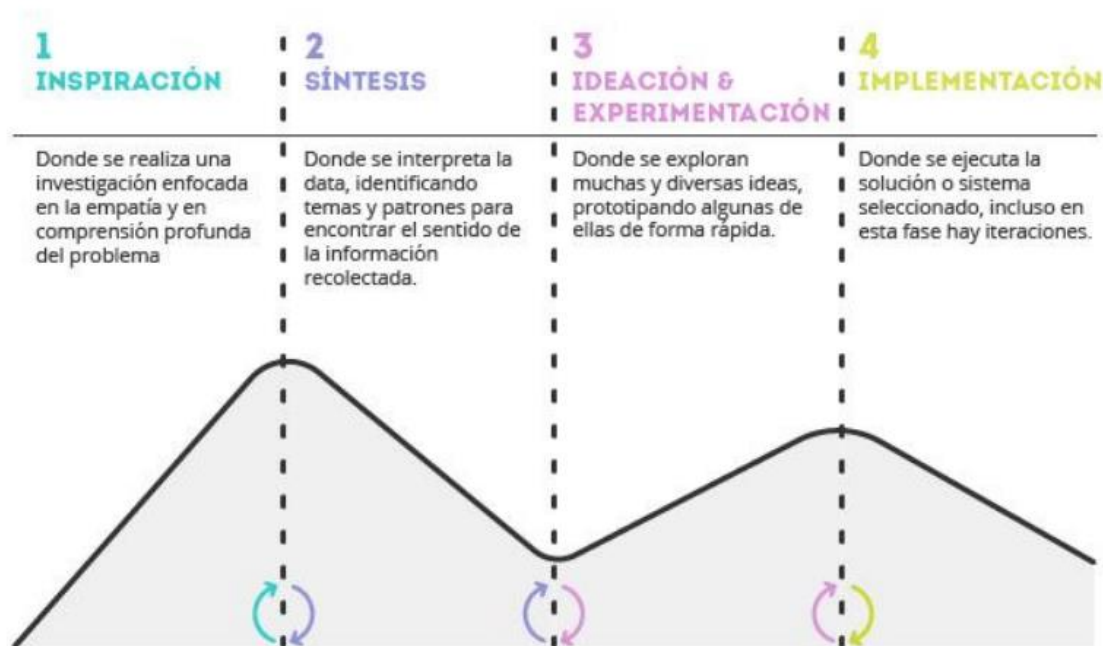 1
INSPIRACIÓN
Donde se realiza una
investigación enfocada
en la empatía y en
comprensión profunda
del problema
2
SÍNTESIS
Donde se interpreta la
data, identificando
temas y patrones para
encontrar el sentido de
la información
recolectada.
3
IDEACIÓN &
EXPERIMENTACIÓN
Donde se exploran
muchas y diversas ideas,
prototipando algunas de
ellas de forma rápida.
4
IMPLEMENTACIÓN
Donde se ejecuta la
solución o sistema
seleccionado, incluso en
esta fase hay iteraciones.